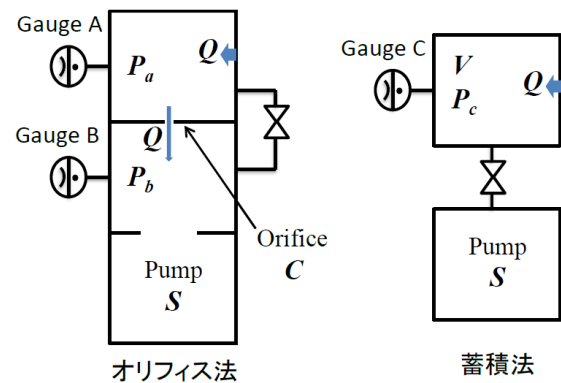 Gauge A
Pa
Q
Gauge B
Q
Pb
Orifice
C
Pump
S
オリフィス法
Gauge C
V
Pc
Q
Pump
S
蓄積法